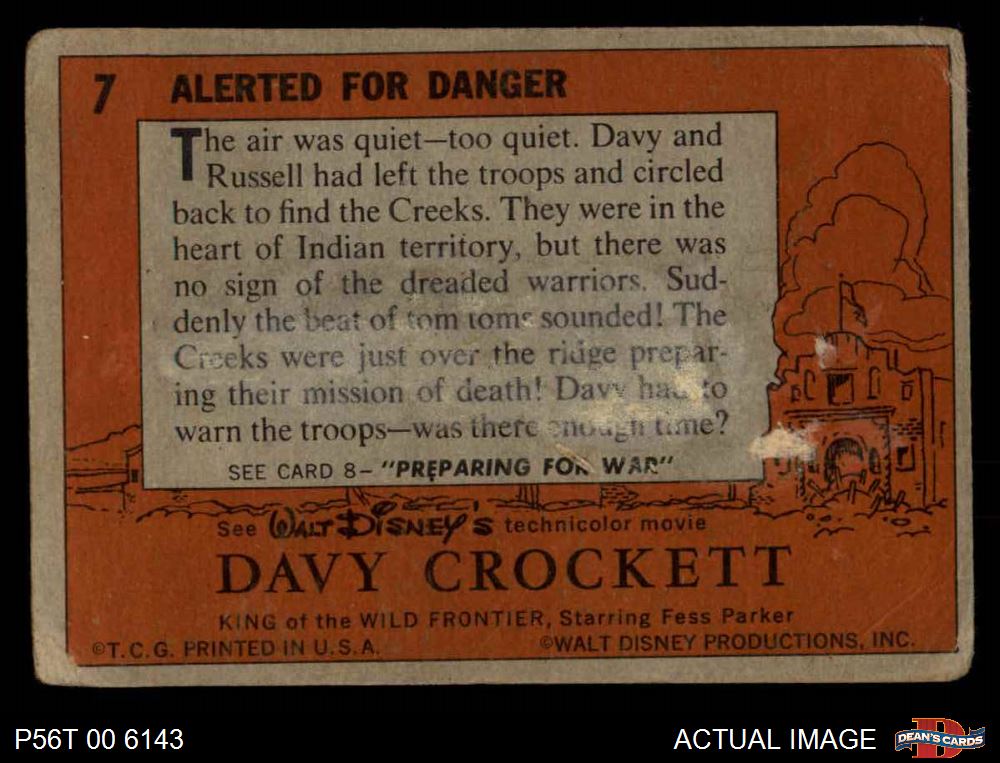 7 ALERTED FOR DANGER
The air was quiet—too quiet. Davy and
Russell had left the troops and circled
back to find the Creeks. They were in the
heart of Indian territory, but there was
no sign of the dreaded warriors. Sud-
denly the beat of tom toms sounded! The
Creeks were just over the ridge prepar-
ing their mission of death! Davy had to
warn the troops—was there enough time?
SEE CARD 8— "PREPARING FOR WAR"
See WALT DISNEY'S technicolor movie
DAVY CROCKETT
KING of the WILD FRONTIER, Starring Fess Parker
©T.C.G. PRINTED IN U.S.A. ©WALT DISNEY PRODUCTIONS, INC.
P56T 00 6143 ACTUAL IMAGE DEAN'S CARDS